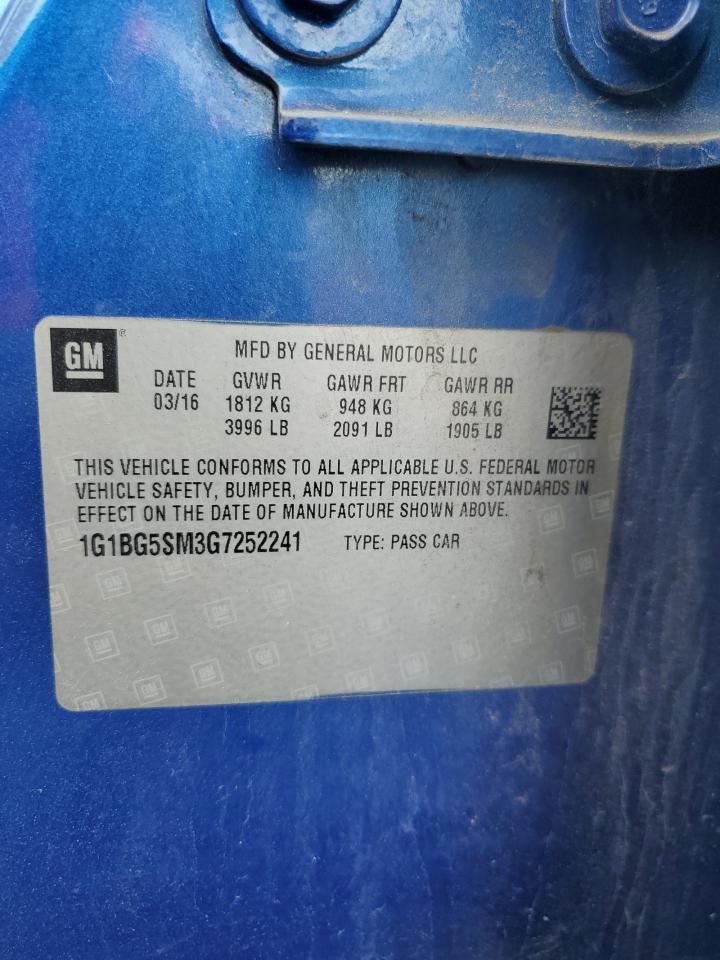 GM® MFD BY GENERAL MOTORS LLC
DATE GVWR GAWR FRT GAWR RR
03/16 1812 KG 948 KG 864 KG
3996 LB 2091 LB 1905 LB
THIS VEHICLE CONFORMS TO ALL APPLICABLE U.S. FEDERAL MOTOR
VEHICLE SAFETY, BUMPER, AND THEFT PREVENTION STANDARDS IN
EFFECT ON THE DATE OF MANUFACTURE SHOWN ABOVE.
1G1BG5SM3G7252241 TYPE: PASS CAR